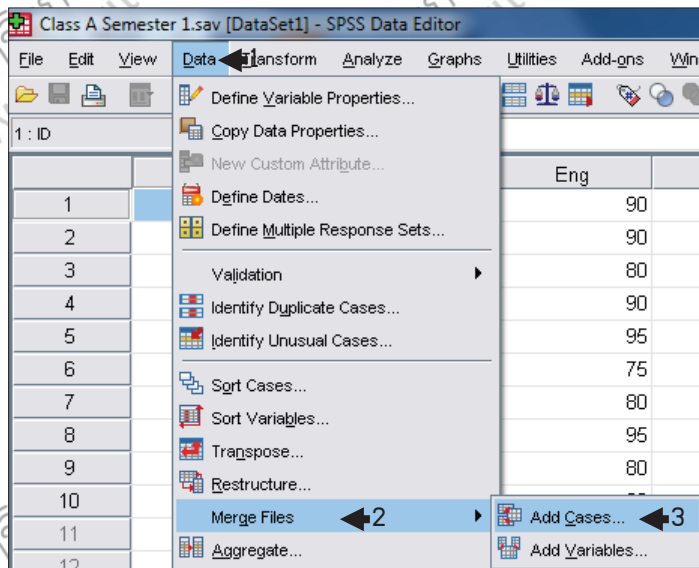 Class A Semester 1.sav [DataSet1] - SPSS Data Editor
File Edit View Data 1 Transform Analyze Graphs Utilities Add-ons Win
1 : ID
Define Variable Properties...
Copy Data Properties...
New Custom Attribute...
Define Dates...
Define Multiple Response Sets...
Validation
Identify Duplicate Cases...
Identify Unusual Cases...
Sort Cases...
Sort Variables...
Transpose...
Restructure...
Merge Files 2
Aggregate...
Add Cases... 3
Add Variables...
Eng
1 90
2 90
3 80
4 90
5 95
6 75
7 80
8 95
9 80
10
11
12